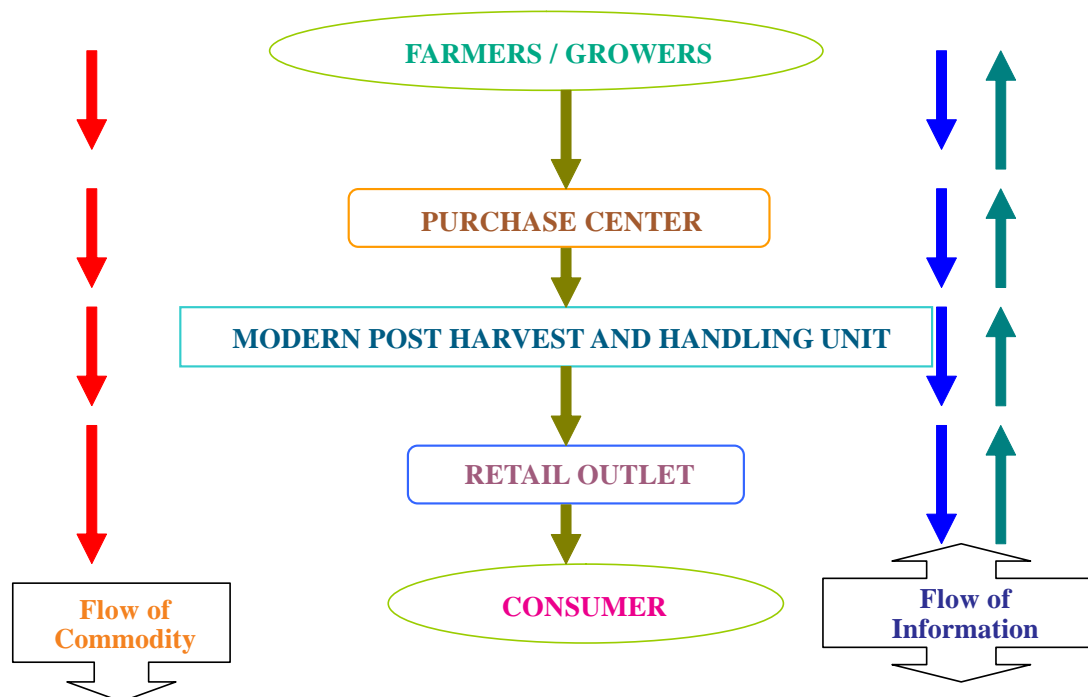 FARMERS / GROWERS
PURCHASE CENTER
MODERN POST HARVEST AND HANDLING UNIT
RETAIL OUTLET
CONSUMER
Flow of
Commodity
Flow of
Information